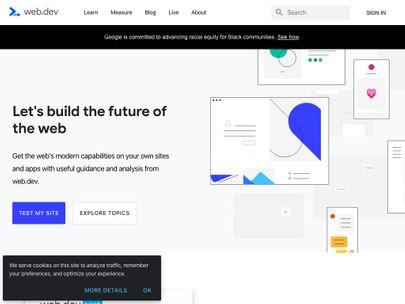 web.dev
Learn Measure Blog Live About
Search
SIGN IN
Google is committed to advancing racial equity for Black communities. See how.
Let's build the future of
the web
Get the web's modern capabilities on your own sites
and apps with useful guidance and analysis from
web.dev.
TEST MY SITE
EXPLORE TOPICS
We serve cookies on this site to analyze traffic, remember
your preferences, and optimize your experience.
MORE DETAILS OK